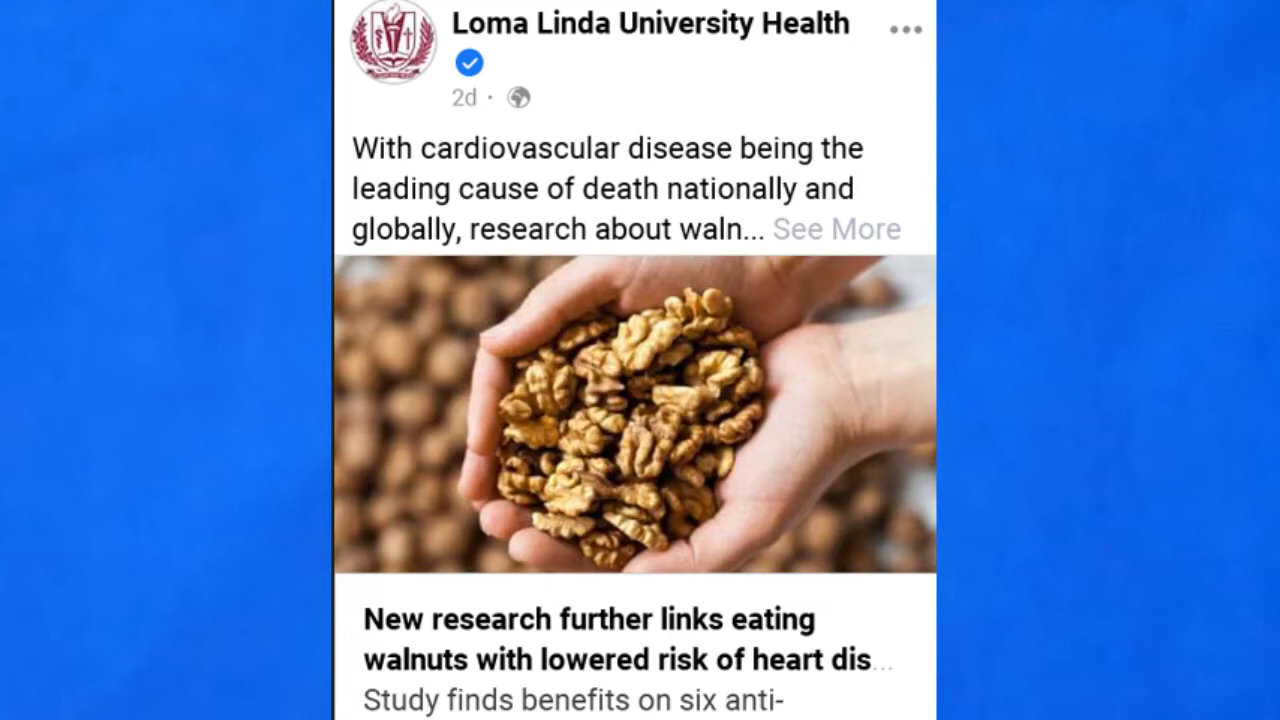 Loma Linda University Health
2d ·
With cardiovascular disease being the
leading cause of death nationally and
globally, research about waln... See More
New research further links eating
walnuts with lowered risk of heart dis...
Study finds benefits on six anti-